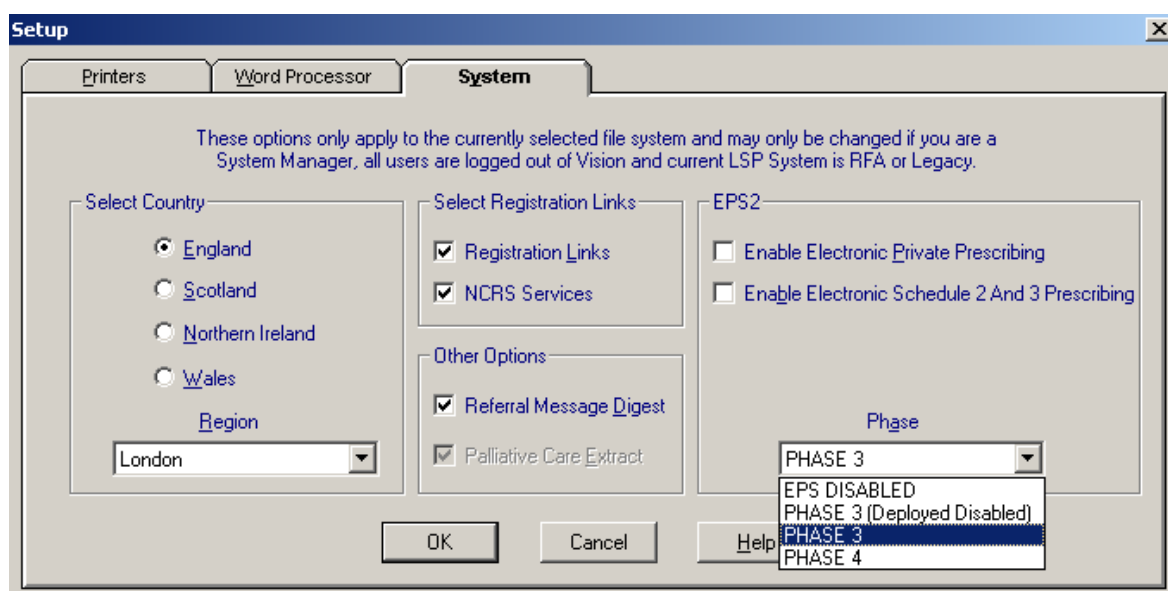 Setup
Printers
Word Processor
System
These options only apply to the currently selected file system and may only be changed if you are a
System Manager, all users are logged out of Vision and current LSP System is RFA or Legacy.
Select Country
England
Scotland
Northern Ireland
Wales
Region
London
Select Registration Links
Registration Links
NCRS Services
Other Options
Referral Message Digest
Palliative Care Extract
EPS2
Enable Electronic Private Prescribing
Enable Electronic Schedule 2 And 3 Prescribing
Phase
PHASE 3
EPS DISABLED
PHASE 3 (Deployed Disabled)
PHASE 3
PHASE 4
OK
Cancel
Help